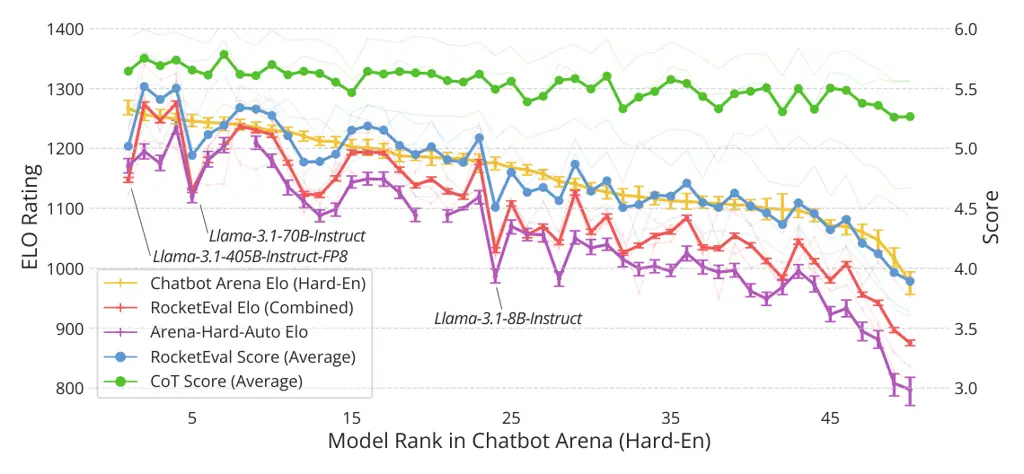 1400
1300
1200
1100
1000
900
800
ELO Rating
6.0
5.5
5.0
4.5
4.0
3.5
3.0
Score
Llama-3.1-70B-Instruct
Llama-3.1-405B-Instruct-FP8
Llama-3.1-8B-Instruct
Chatbot Arena Elo (Hard-En)
RocketEval Elo (Combined)
Arena-Hard-Auto Elo
RocketEval Score (Average)
CoT Score (Average)
5 15 25 35 45
Model Rank in Chatbot Arena (Hard-En)